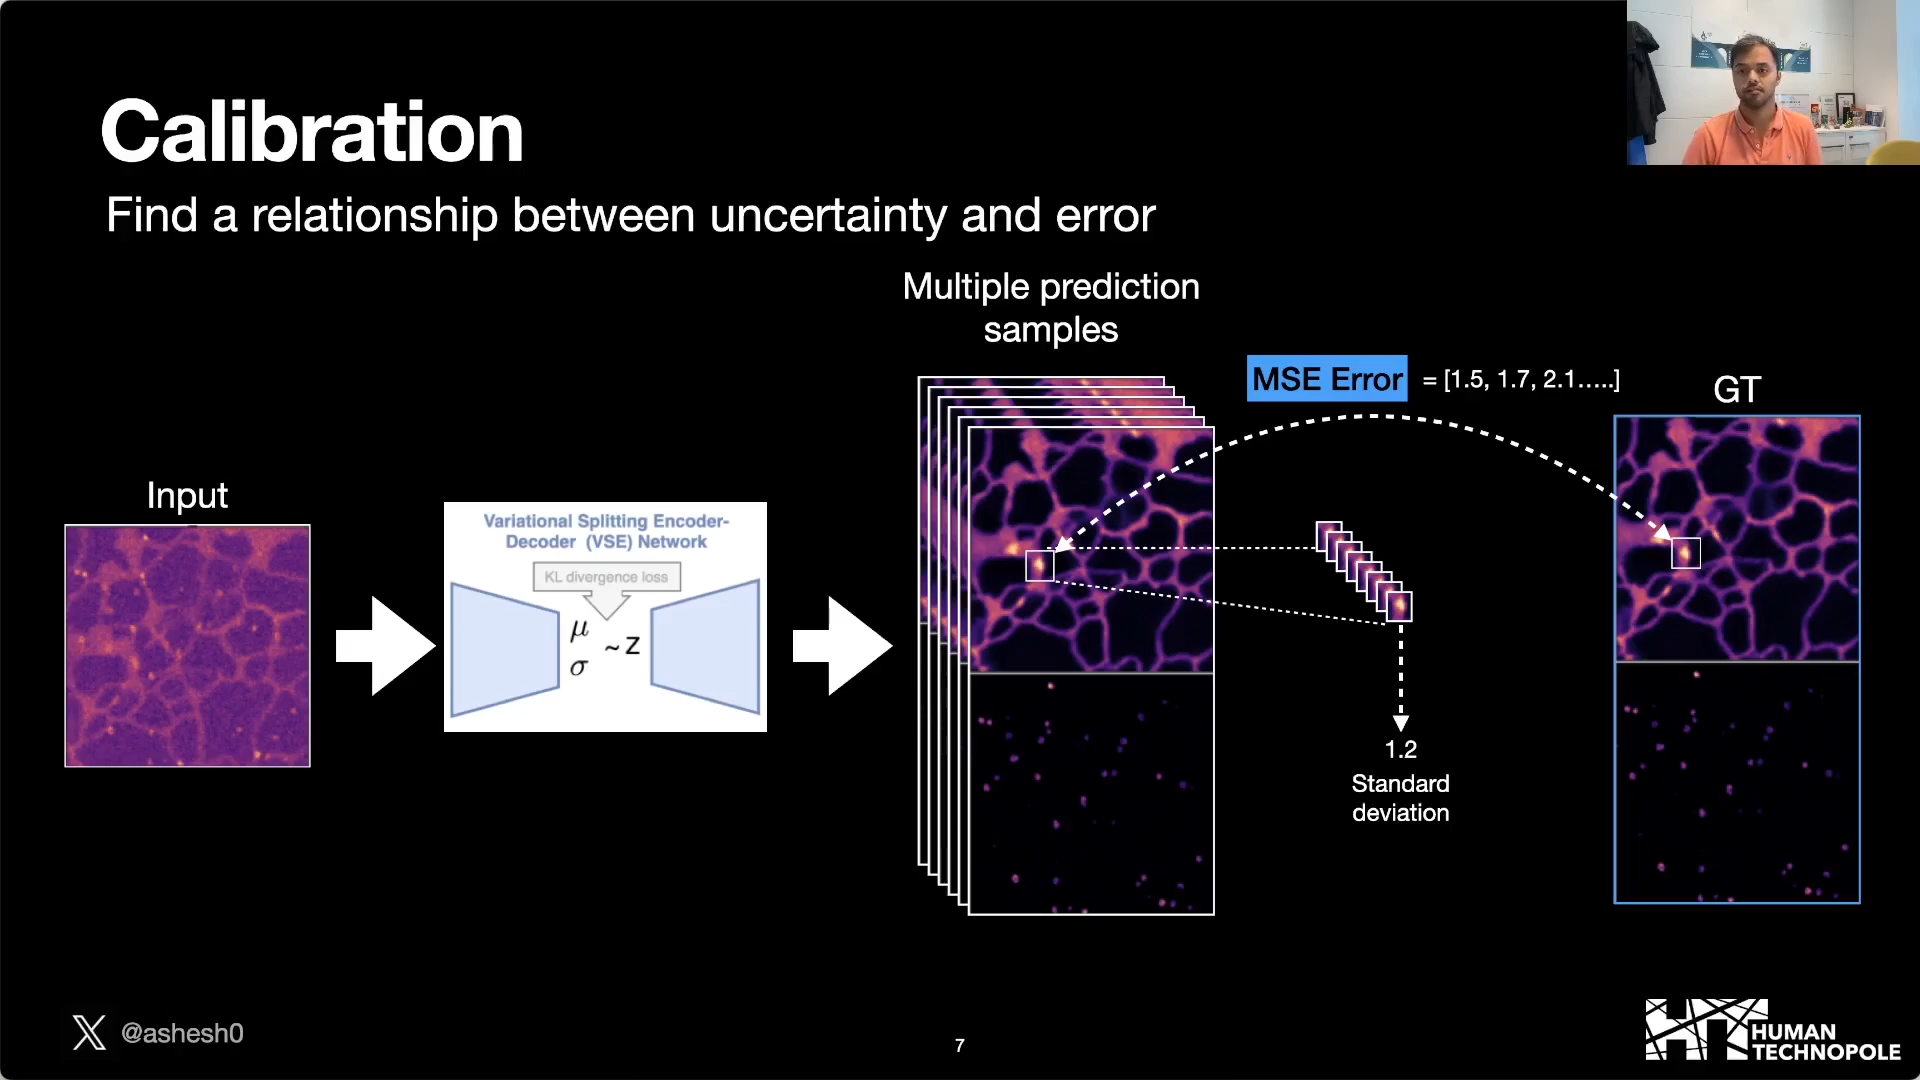 Calibration
Find a relationship between uncertainty and error
Multiple prediction
samples
MSE Error = [1.5, 1.7, 2.1.....]
GT
Input
Variational Splitting Encoder-
Decoder (VSE) Network
KL divergence loss
μ
σ
~ Z
1.2
Standard
deviation
@ashesh0
7
HT HUMAN
TECHNOPOLE